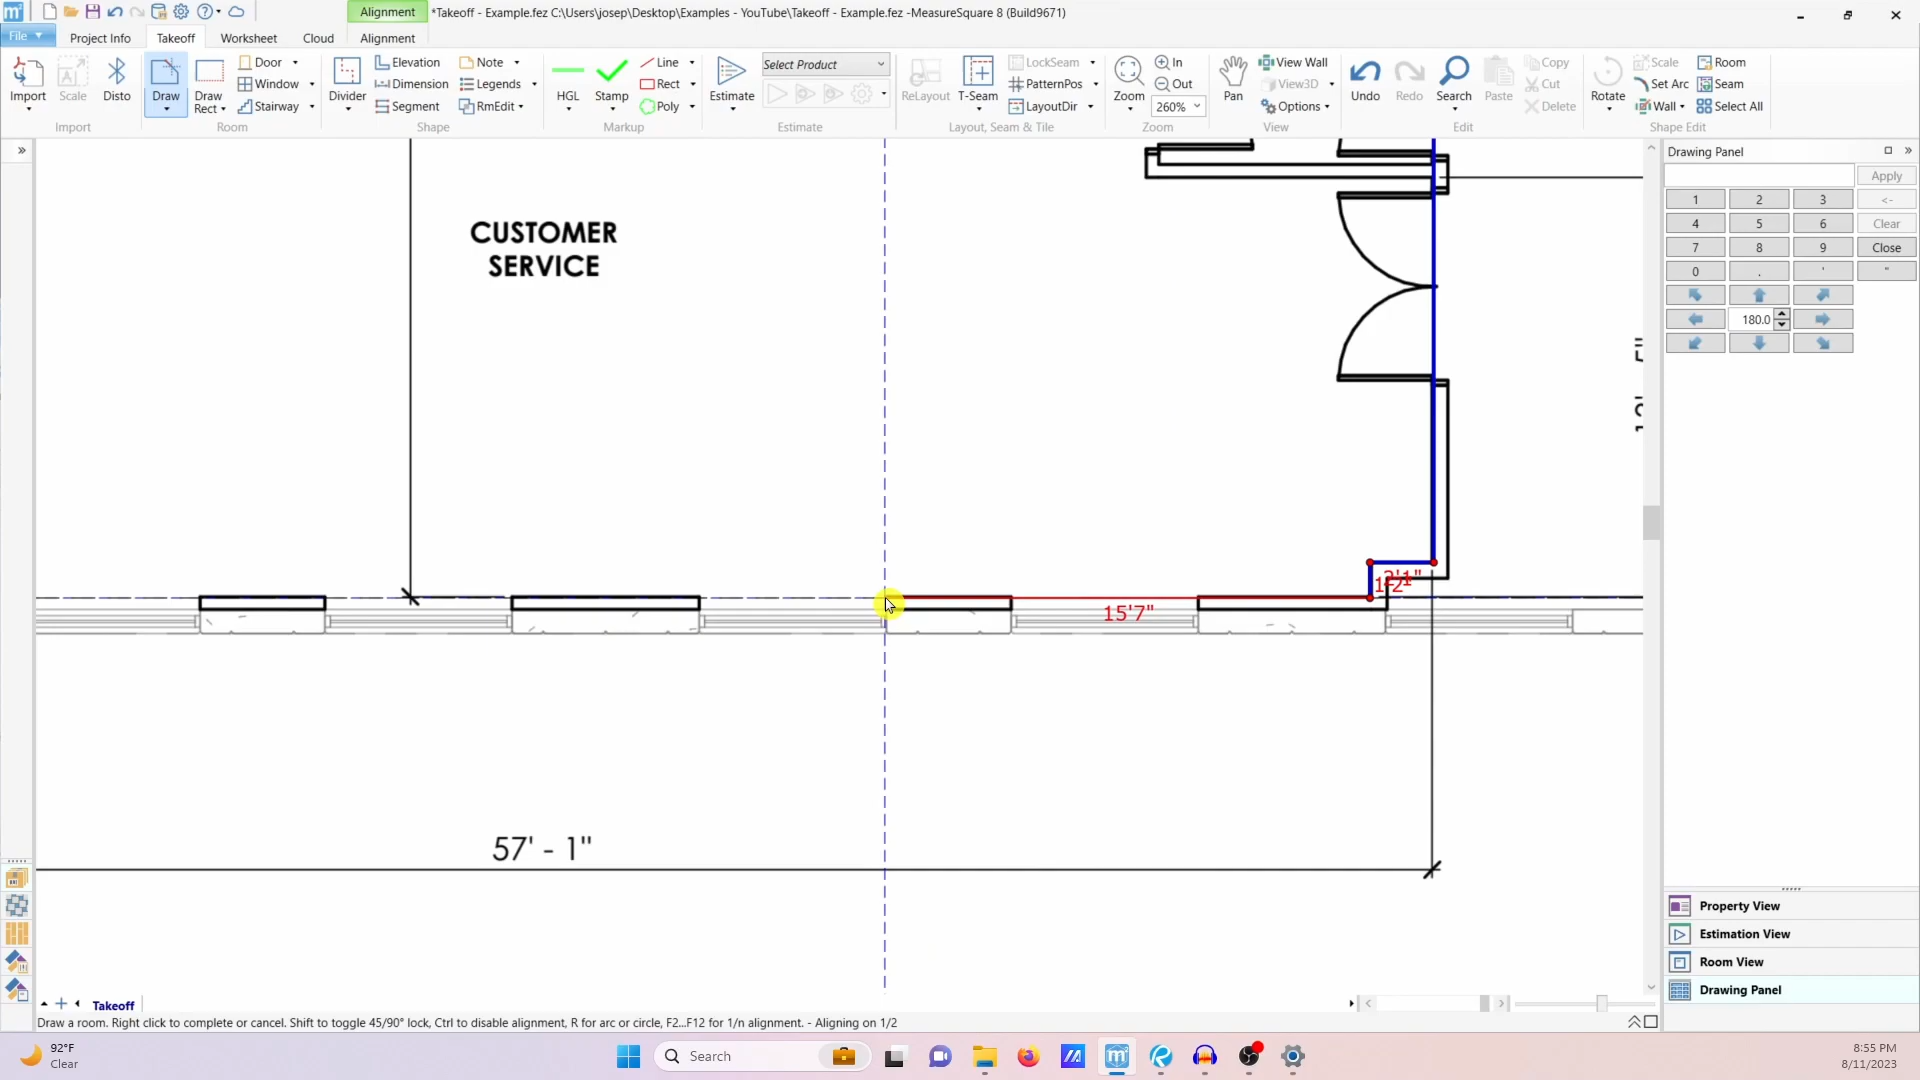 Alignment
*Takeoff - Example.fez C:\Users\josep\Desktop\Examples - YouTube\Takeoff - Example.fez -MeasureSquare 8 (Build9671)
File
Project Info
Takeoff
Worksheet
Cloud
Alignment
Import
Scale
Disto
Import
Draw
Draw Rect
Door
Window
Stairway
Room
Divider
Elevation
Dimension
Segment
Note
Legends
RmEdit
Shape
HGL
Stamp
Line
Rect
Poly
Markup
Estimate
Select Product
Estimate
ReLayout
T-Seam
LockSeam
PatternPos
LayoutDir
Layout, Seam & Tile
Zoom
In
Out
260%
Zoom
Pan
View Wall
View3D
Options
View
Undo
Redo
Search
Paste
Copy
Cut
Delete
Edit
Rotate
Scale
Set Arc
Wall
Room
Seam
Select All
Shape Edit
Drawing Panel
Apply
1 2 3 <-
4 5 6 Clear
7 8 9 Close
0 . ' "
180.0
CUSTOMER
SERVICE
2'1"
1'2"
15'7"
57' - 1"
Property View
Estimation View
Room View
Drawing Panel
Takeoff
Draw a room. Right click to complete or cancel. Shift to toggle 45/90° lock, Ctrl to disable alignment, R for arc or circle, F2...F12 for 1/n alignment. - Aligning on 1/2
92°F
Clear
Search
8:55 PM
8/11/2023